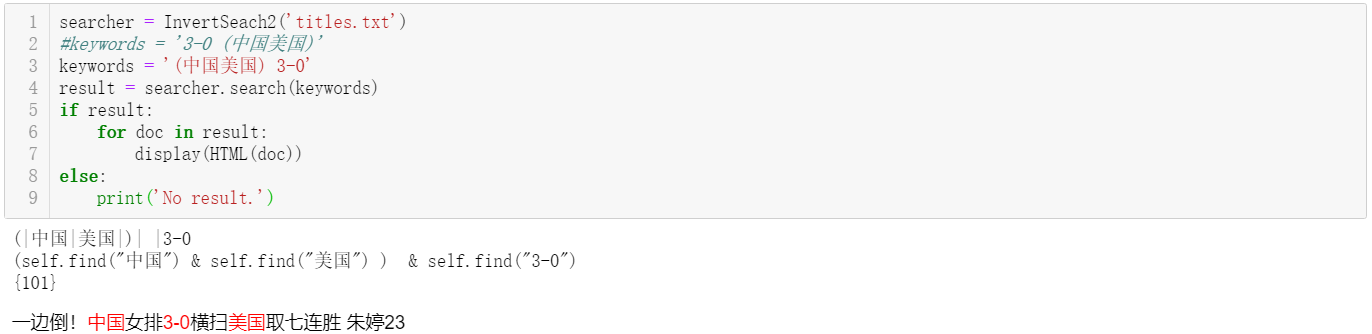 1 searcher = InvertSeach2('titles.txt')
2 #keywords = '3-0 (中国美国)'
3 keywords = '(中国美国) 3-0'
4 result = searcher.search(keywords)
5 if result:
6     for doc in result:
7         display(HTML(doc))
8 else:
9     print('No result.')
(|中国|美国|)| |3-0
(self.find("中国") & self.find("美国") )  & self.find("3-0")
{101}
一边倒！中国女排3-0横扫美国取七连胜 朱婷23